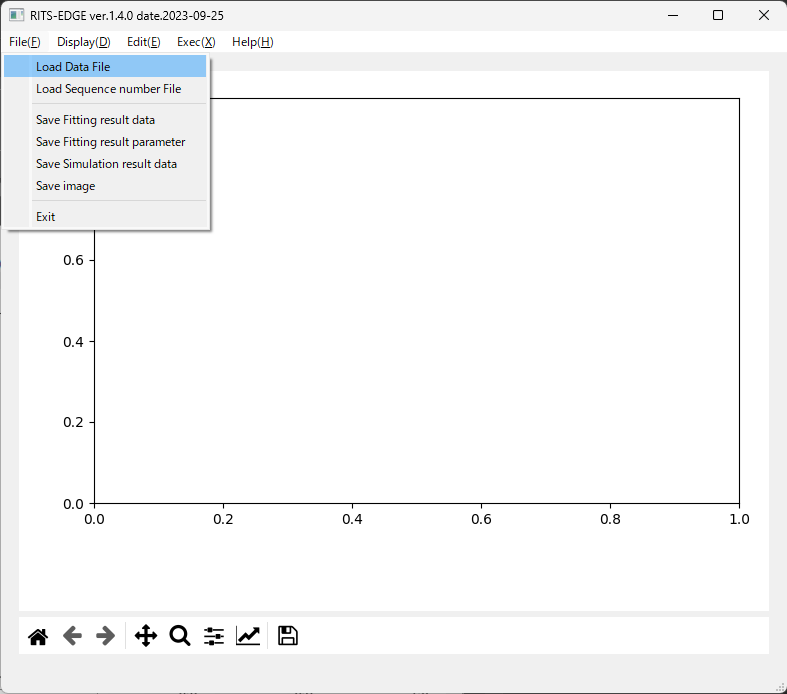 RITS-EDGE ver.1.4.0 date.2023-09-25
File(F) Display(D) Edit(E) Exec(X) Help(H)
Load Data File
Load Sequence number File
Save Fitting result data
Save Fitting result parameter
Save Simulation result data
Save image
Exit
0.6
0.4
0.2
0.0
0.0 0.2 0.4 0.6 0.8 1.0